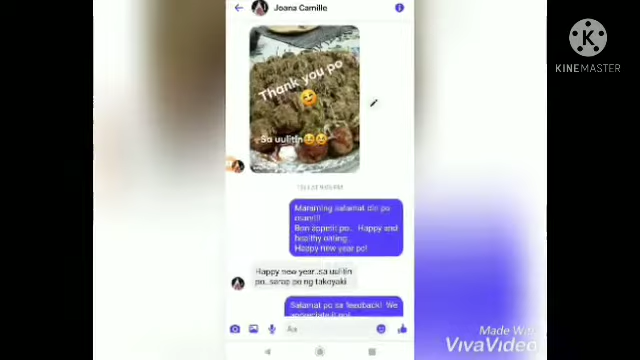 Joana Camille
KINEMASTER
Thank you po
Sa uulitin
Maraming salamat din po
Bon appetit po.. Happy and
healthy eating
Happy new year po!
Happy new year..sa uulitin
po..sarap po ng takoyaki
Salamat po sa feedback! We
Aa
Made With
VivaVideo